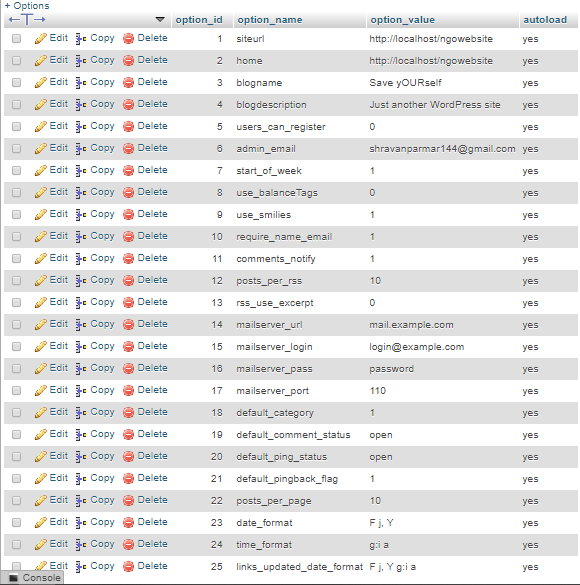 + Options
←T→ option_id option_name option_value autoload
Edit Copy Delete 1 siteurl http://localhost/ngowebsite yes
Edit Copy Delete 2 home http://localhost/ngowebsite yes
Edit Copy Delete 3 blogname Save yOURself yes
Edit Copy Delete 4 blogdescription Just another WordPress site yes
Edit Copy Delete 5 users_can_register 0 yes
Edit Copy Delete 6 admin_email shravanparmar144@gmail.com yes
Edit Copy Delete 7 start_of_week 1 yes
Edit Copy Delete 8 use_balanceTags 0 yes
Edit Copy Delete 9 use_smilies 1 yes
Edit Copy Delete 10 require_name_email 1 yes
Edit Copy Delete 11 comments_notify 1 yes
Edit Copy Delete 12 posts_per_rss 10 yes
Edit Copy Delete 13 rss_use_excerpt 0 yes
Edit Copy Delete 14 mailserver_url mail.example.com yes
Edit Copy Delete 15 mailserver_login login@example.com yes
Edit Copy Delete 16 mailserver_pass password yes
Edit Copy Delete 17 mailserver_port 110 yes
Edit Copy Delete 18 default_category 1 yes
Edit Copy Delete 19 default_comment_status open yes
Edit Copy Delete 20 default_ping_status open yes
Edit Copy Delete 21 default_pingback_flag 1 yes
Edit Copy Delete 22 posts_per_page 10 yes
Edit Copy Delete 23 date_format F j, Y yes
Edit Copy Delete 24 time_format g:i a yes
Edit Copy Delete 25 links_updated_date_format F j, Y g:i a yes
Console